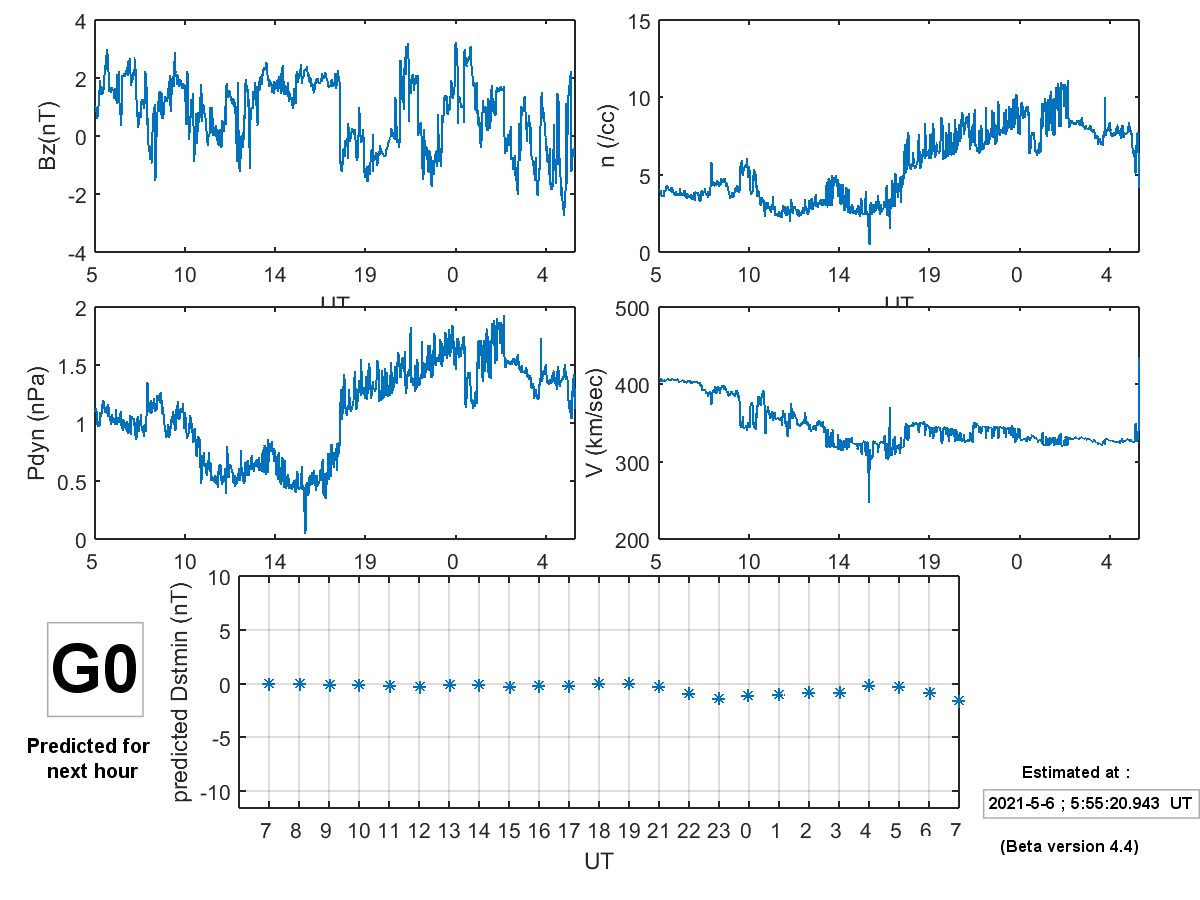 4
2
0
-2
-4
Bz(nT)
5 10 14 19 0 4
UT
15
10
5
0
n (/cc)
5 10 14 19 0 4
UT
2
1.5
1
0.5
0
Pdyn (nPa)
5 10 14 19 0 4
500
400
300
200
V (km/sec)
5 10 14 19 0 4
G0
Predicted for
next hour
10
5
0
-5
-10
predicted Dstmin (nT)
7 8 9 10 11 12 13 14 15 16 17 18 19 21 22 23 0 1 2 3 4 5 6 7
UT
Estimated at :
2021-5-6 ; 5:55:20.943 UT
(Beta version 4.4)